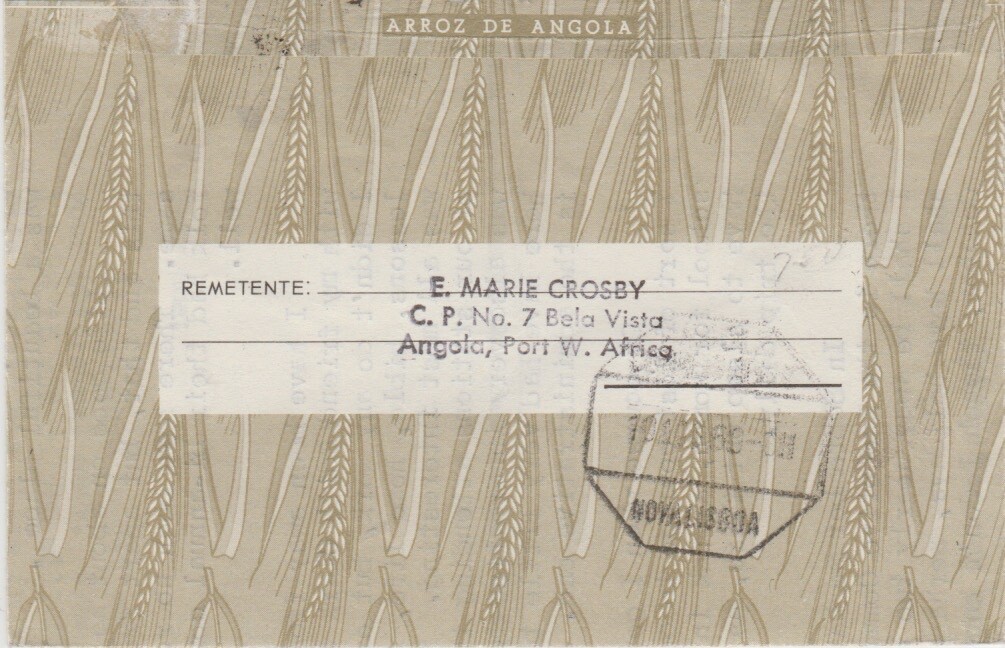 ARROZ DE ANGOLA
REMETENTE: E. MARIE CROSBY
C. P. No. 7 Bela Vista
Angola, Port W. Africa
NOVA LISBOA